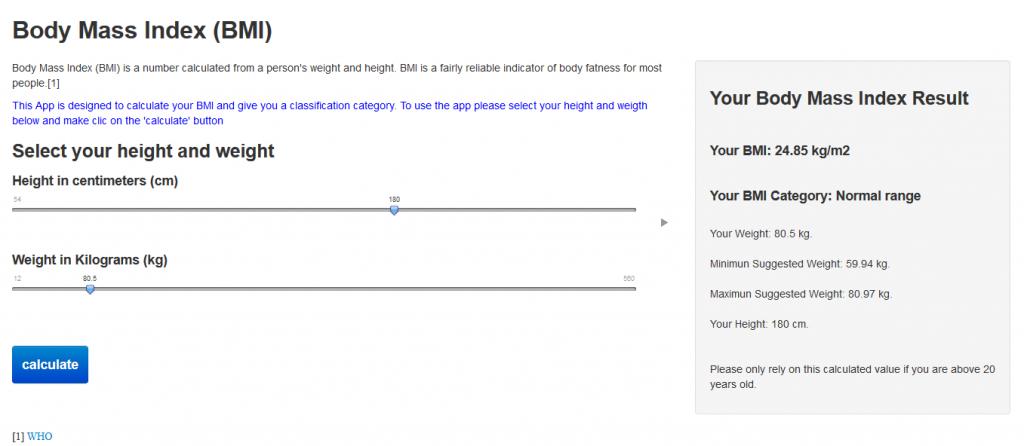 Body Mass Index (BMI)
Body Mass Index (BMI) is a number calculated from a person's weight and height. BMI is a fairly reliable indicator of body fatness for most
people.[1]
This App is designed to calculate your BMI and give you a classification category. To use the app please select your height and weigth
below and make clic on the 'calculate' button
Select your height and weight
Height in centimeters (cm)
54
180
Weight in Kilograms (kg)
12
80.5
560
calculate
[1] WHO
Your Body Mass Index Result
Your BMI: 24.85 kg/m2
Your BMI Category: Normal range
Your Weight: 80.5 kg.
Minimun Suggested Weight: 59.94 kg.
Maximun Suggested Weight: 80.97 kg.
Your Height: 180 cm.
Please only rely on this calculated value if you are above 20
years old.